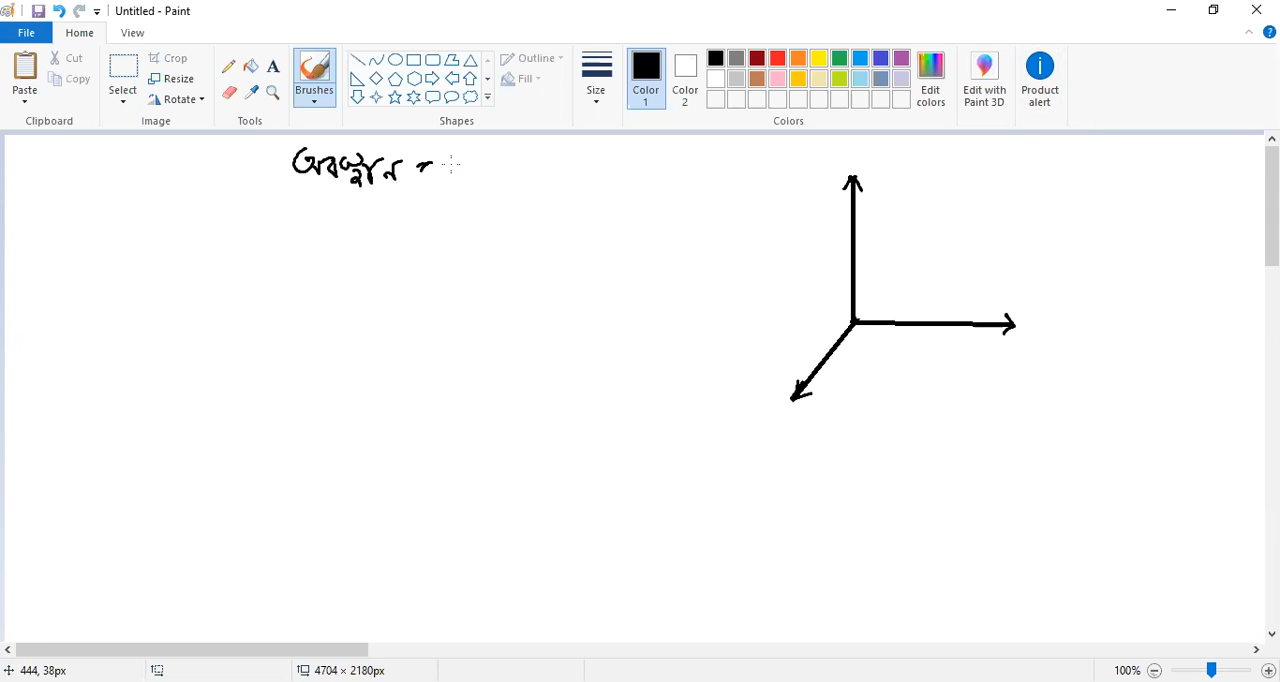 Untitled - Paint
File
Home
View
Paste
Cut
Copy
Clipboard
Select
Crop
Resize
Rotate
Image
A
Tools
Brushes
Outline
Fill
Shapes
Size
Color 1
Color 2
Edit colors
Colors
Edit with Paint 3D
Product alert
444, 38px
4704 × 2180px
100%